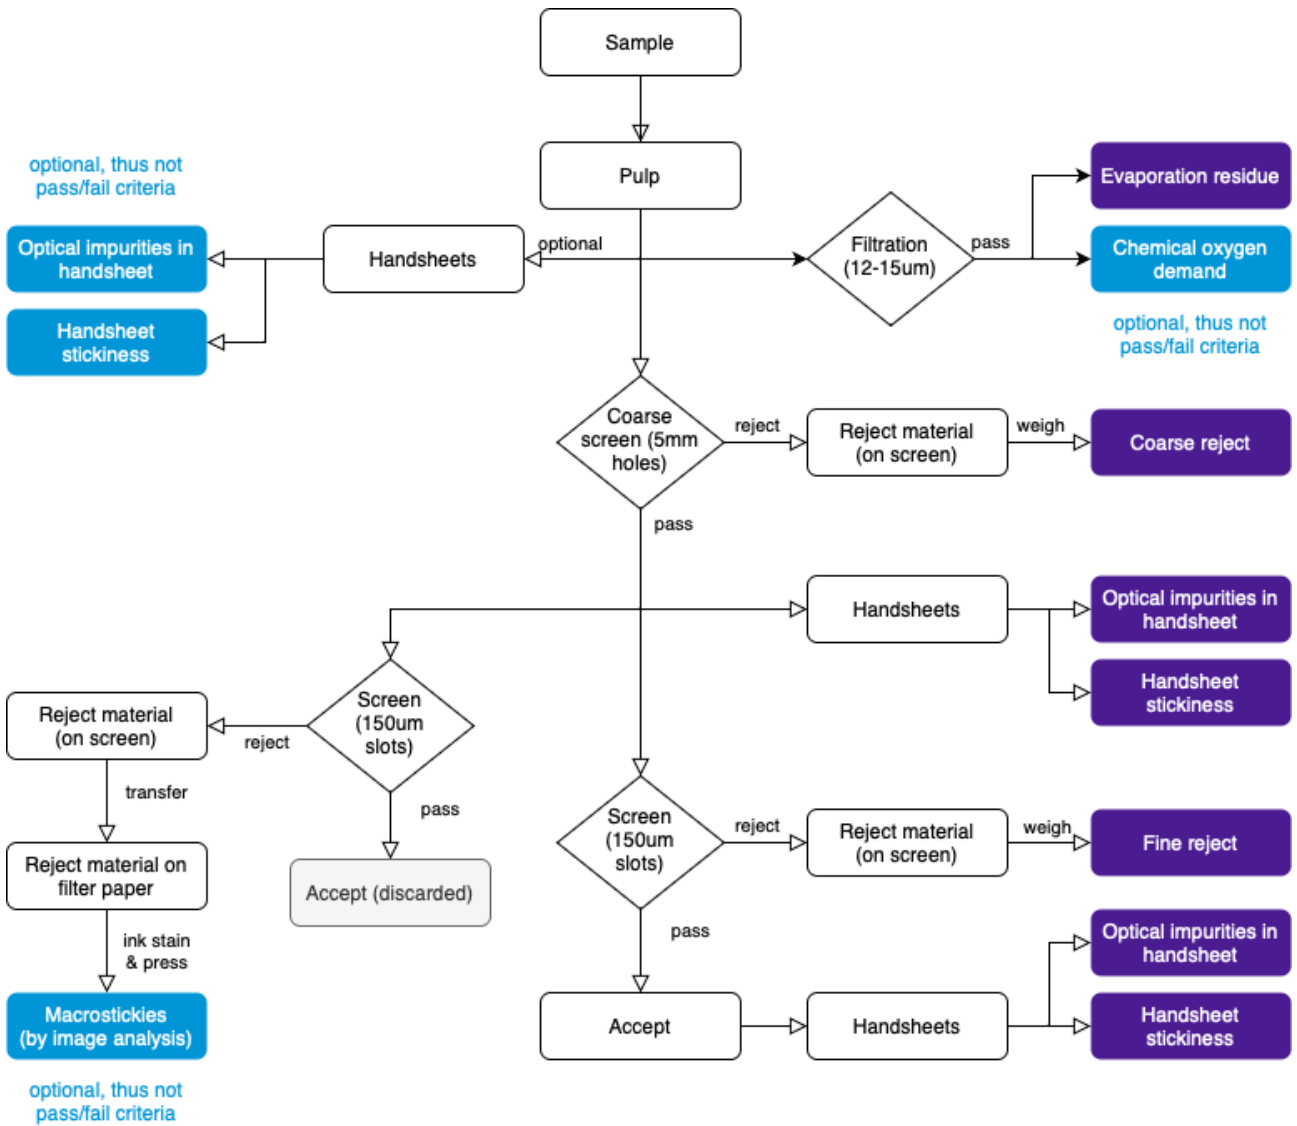 Sample
Pulp
optional, thus not
pass/fail criteria
Optical impurities in
handsheet
Handsheet
stickiness
Handsheets
optional
Filtration
(12-15um)
pass
Evaporation residue
Chemical oxygen
demand
optional, thus not
pass/fail criteria
Coarse
screen (5mm
holes)
reject
Reject material
(on screen)
weigh
Coarse reject
pass
Handsheets
Optical impurities in
handsheet
Handsheet
stickiness
Screen
(150um
slots)
reject
Reject material
(on screen)
transfer
Reject material on
filter paper
ink stain
& press
Macrostickies
(by image analysis)
optional, thus not
pass/fail criteria
pass
Accept (discarded)
Screen
(150um
slots)
reject
Reject material
(on screen)
weigh
Fine reject
pass
Accept
Handsheets
Optical impurities in
handsheet
Handsheet
stickiness